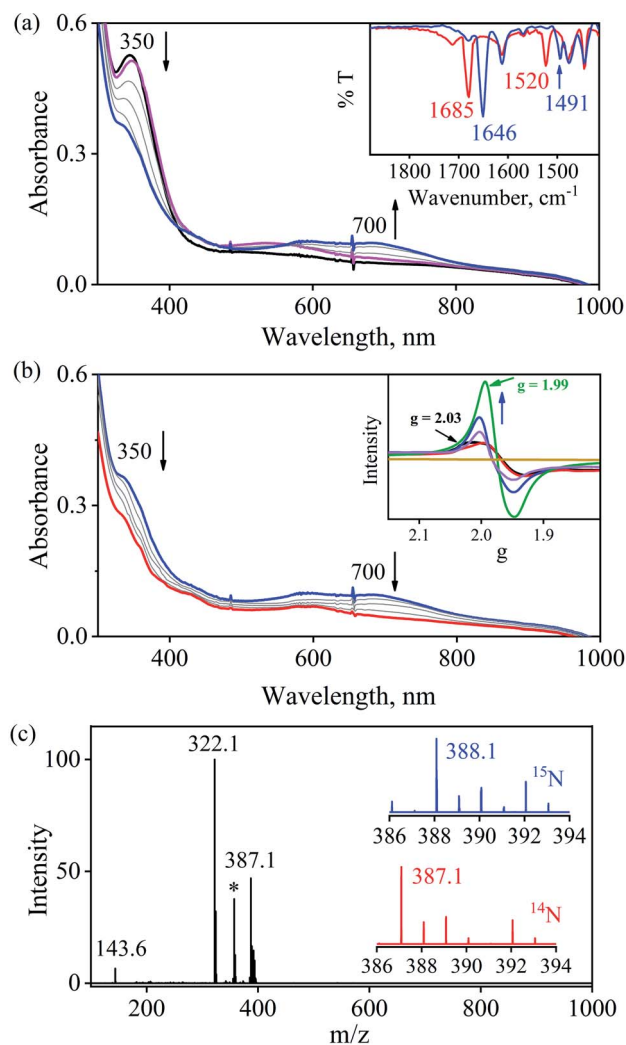 (a)
0.6
0.3
0.0
Absorbance
350
700
400
600
800
1000
Wavelength, nm
% T
1685
1646
1520
1491
1800
1700
1600
1500
Wavenumber, cm⁻¹
(b)
0.6
0.3
0.0
Absorbance
350
700
400
600
800
1000
Wavelength, nm
Intensity
g = 2.03
g = 1.99
2.1
2.0
1.9
g
(c)
100
50
0
Intensity
322.1
387.1
*
143.6
200
400
600
800
1000
m/z
388.1
¹⁵N
386 388 390 392 394
387.1
¹⁴N
386 388 390 392 394